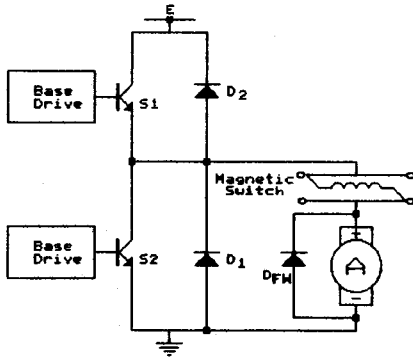 E
Base
Drive
S1
D2
Magnetic
Switch
Base
Drive
S2
D1
DFW
A